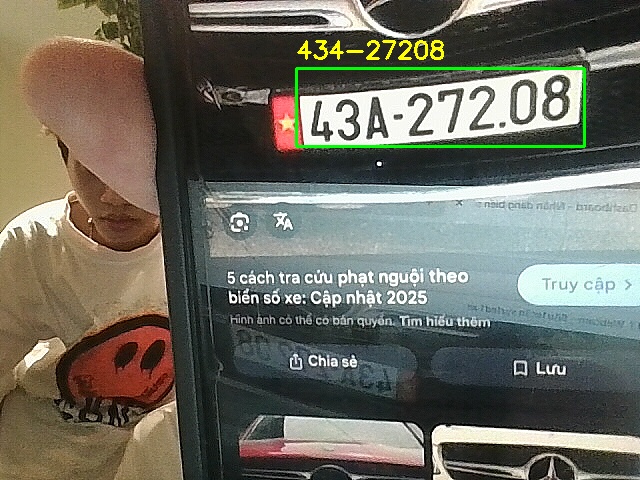 434-27208
43A-272.08
5 cách tra cứu phạt nguội theo
biển số xe: Cập nhật 2025
Truy cập >
Hình ảnh có thể có bản quyền. Tìm hiểu thêm
Chia sẻ
Lưu